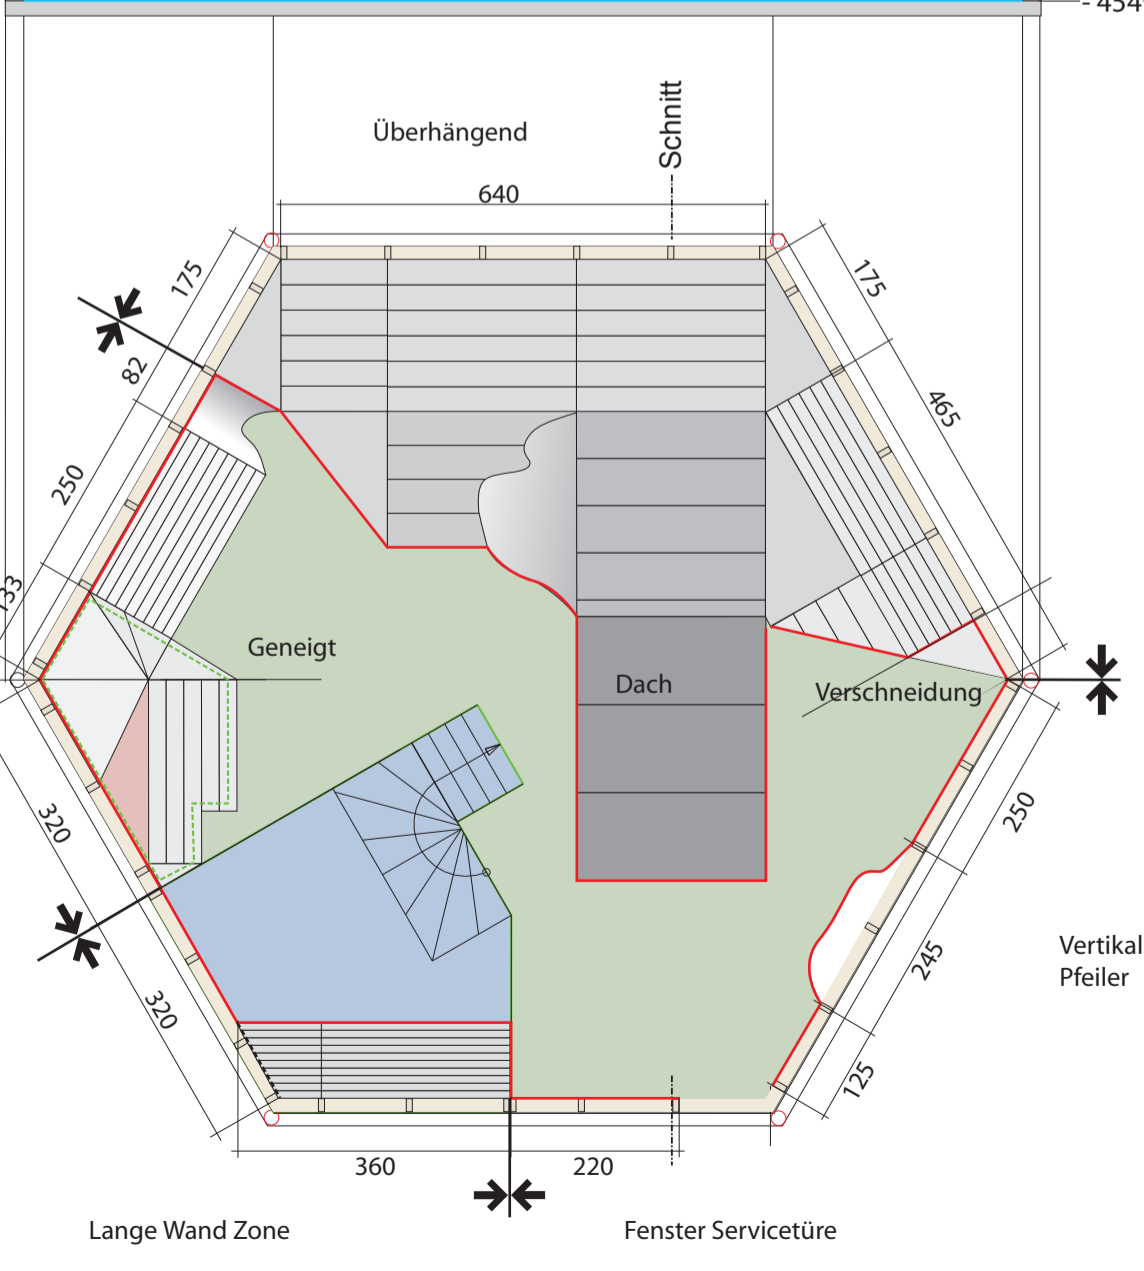 - 454
Überhängend
Schnitt
640
175
175
82
465
250
133
Geneigt
Dach
Verschneidung
320
250
245
Vertikal
Pfeiler
320
125
360
220
Lange Wand Zone
Fenster Servicetüre